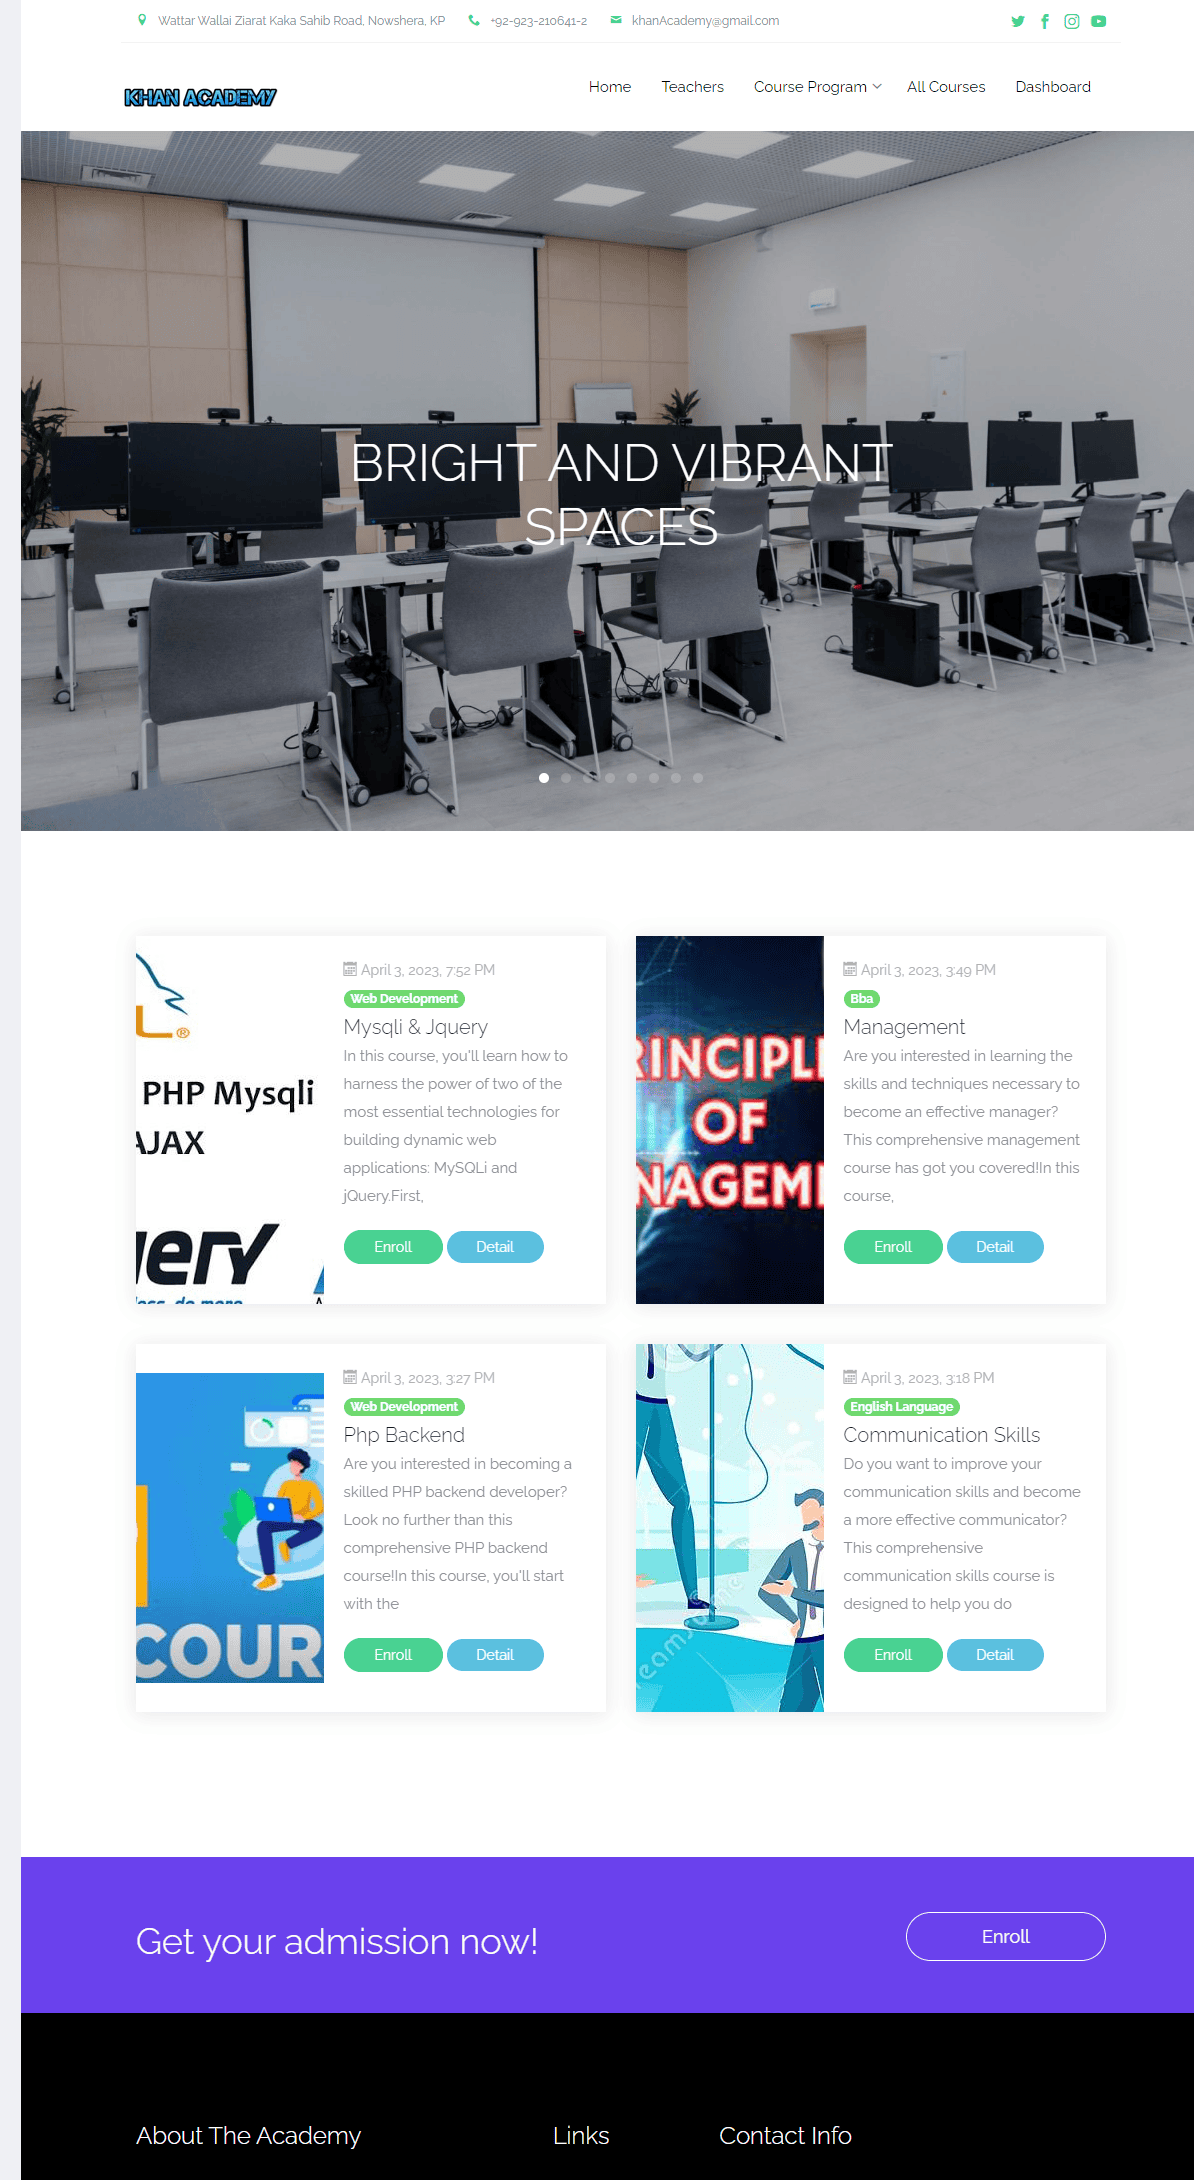 Wattar Wallai Ziarat Kaka Sahib Road, Nowshera, KP +92-923-210641-2 khanAcademy@gmail.com
KHAN ACADEMY Home Teachers Course Program All Courses Dashboard
BRIGHT AND VIBRANT
SPACES
® PHP Mysqli
AJAX
April 3, 2023, 7:52 PM
Web Development
Mysqli & Jquery
In this course, you'll learn how to
harness the power of two of the
most essential technologies for
building dynamic web
applications: MySQLi and
jQuery.First,
Enroll Detail
RINCIPLE
OF
NAGEME
April 3, 2023, 3:49 PM
Bba
Management
Are you interested in learning the
skills and techniques necessary to
become an effective manager?
This comprehensive management
course has got you covered!In this
course,
Enroll Detail
COUR
April 3, 2023, 3:27 PM
Web Development
Php Backend
Are you interested in becoming a
skilled PHP backend developer?
Look no further than this
comprehensive PHP backend
course!In this course, you'll start
with the
Enroll Detail
April 3, 2023, 3:18 PM
English Language
Communication Skills
Do you want to improve your
communication skills and become
a more effective communicator?
This comprehensive
communication skills course is
designed to help you do
Enroll Detail
Get your admission now! Enroll
About The Academy Links Contact Info